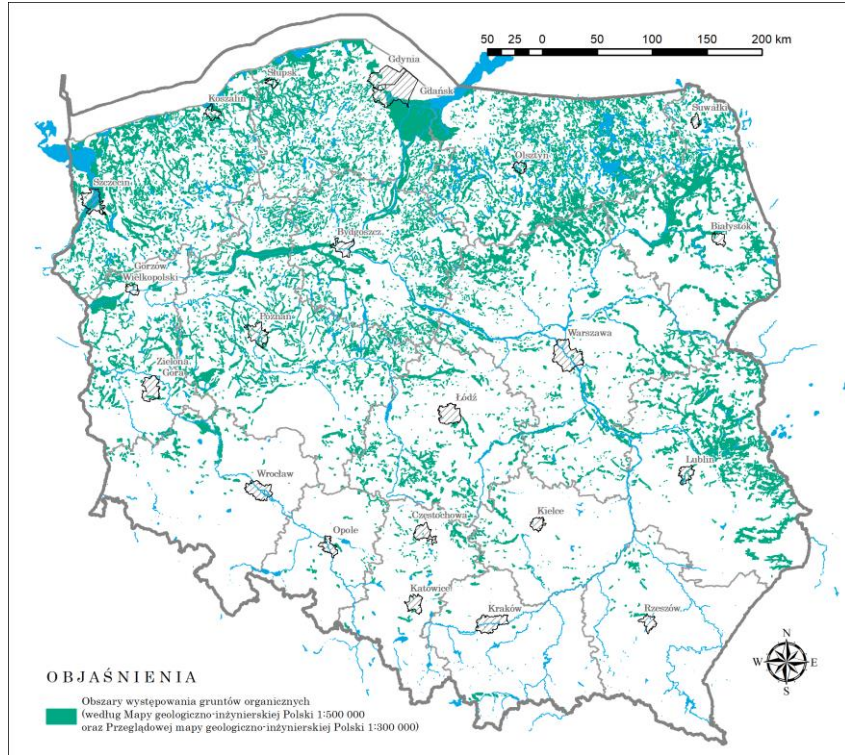 50 25 0 50 100 150 200 km
Gdynia
Słupsk
Gdańsk
Koszalin
Suwałki
Olsztyn
Szczecin
Białystok
Bydgoszcz
Gorzów
Wielkopolski
Poznań
Warszawa
Zielona
Góra
Łódź
Lublin
Wrocław
Kielce
Częstochowa
Opole
Katowice
Kraków
Rzeszów
N
W E
S
OBJAŚNIENIA
Obszary występowania gruntów organicznych
(według Mapy geologiczno-inżynierskiej Polski 1:500 000
oraz Przeglądowej mapy geologiczno-inżynierskiej Polski 1:300 000)